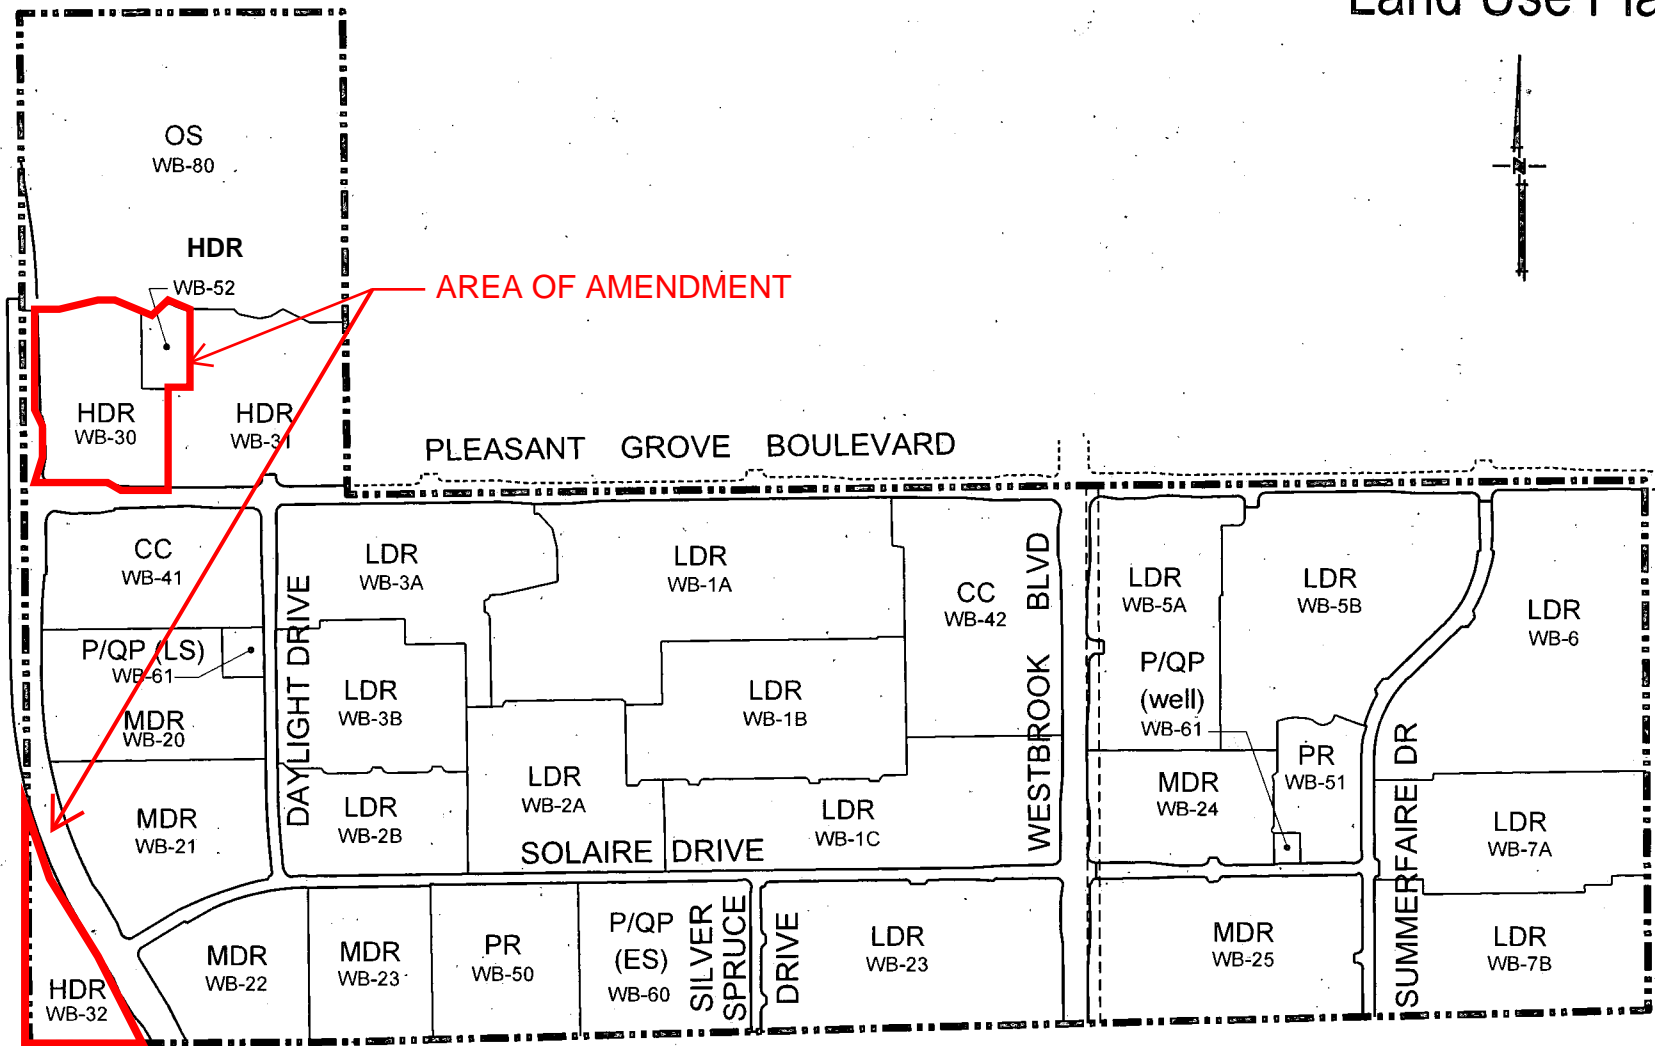 Land Use Pla
OS
WB-80
HDR
WB-52
AREA OF AMENDMENT
HDR
WB-30
HDR
WB-31
PLEASANT GROVE BOULEVARD
CC
WB-41
LDR
WB-3A
LDR
WB-1A
CC
WB-42
WESTBROOK BLVD
LDR
WB-5A
LDR
WB-5B
LDR
WB-6
P/QP (LS)
WB-61
DAYLIGHT DRIVE
LDR
WB-3B
LDR
WB-1B
P/QP
(well)
WB-61
MDR
WB-20
PR
WB-51
MDR
WB-21
LDR
WB-2B
LDR
WB-2A
LDR
WB-1C
MDR
WB-24
SUMMERFAIRE DR
LDR
WB-7A
SOLAIRE DRIVE
HDR
WB-32
MDR
WB-22
MDR
WB-23
PR
WB-50
P/QP
(ES)
WB-60
SILVER
SPRUCE
DRIVE
LDR
WB-23
MDR
WB-25
LDR
WB-7B